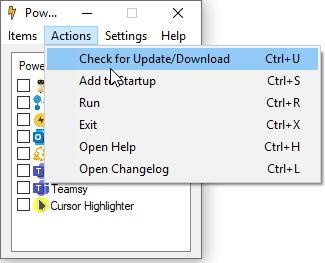 Pow...
Items Actions Settings Help
Check for Update/Download Ctrl+U
Add to Startup Ctrl+S
Run Ctrl+R
Exit Ctrl+X
Open Help Ctrl+H
Open Changelog Ctrl+L
Teamsy
Cursor Highlighter